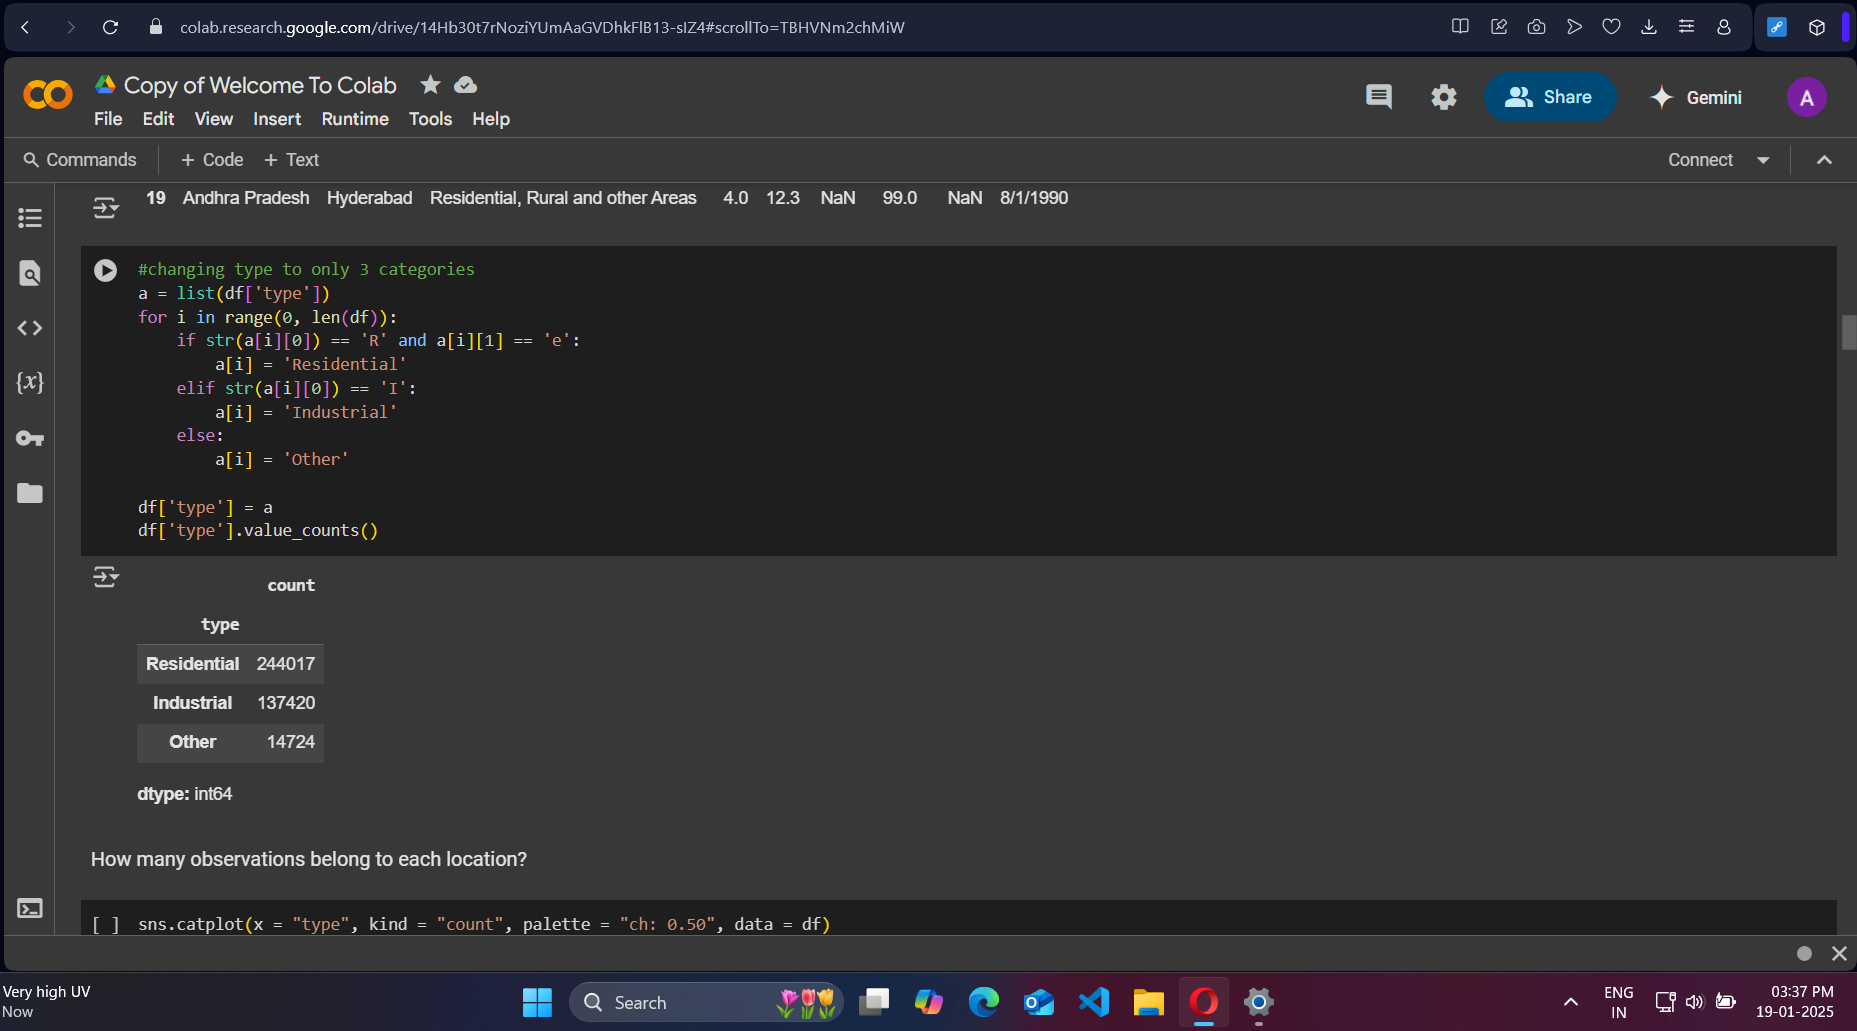 colab.research.google.com/drive/14Hb30t7rNoziYUmAaGVDhkFlB13-sIZ4#scrollTo=TBHVNm2chMiW
Copy of Welcome To Colab
File Edit View Insert Runtime Tools Help
Share
Gemini
A
Commands + Code + Text
Connect
19 Andhra Pradesh Hyderabad Residential, Rural and other Areas 4.0 12.3 NaN 99.0 NaN 8/1/1990
#changing type to only 3 categories
a = list(df['type'])
for i in range(0, len(df)):
    if str(a[i][0]) == 'R' and a[i][1] == 'e':
        a[i] = 'Residential'
    elif str(a[i][0]) == 'I':
        a[i] = 'Industrial'
    else:
        a[i] = 'Other'
df['type'] = a
df['type'].value_counts()
count
type
Residential 244017
Industrial 137420
Other 14724
dtype: int64
How many observations belong to each location?
[ ] sns.catplot(x = "type", kind = "count", palette = "ch: 0.50", data = df)
Very high UV
Now
Search
ENG
IN
03:37 PM
19-01-2025